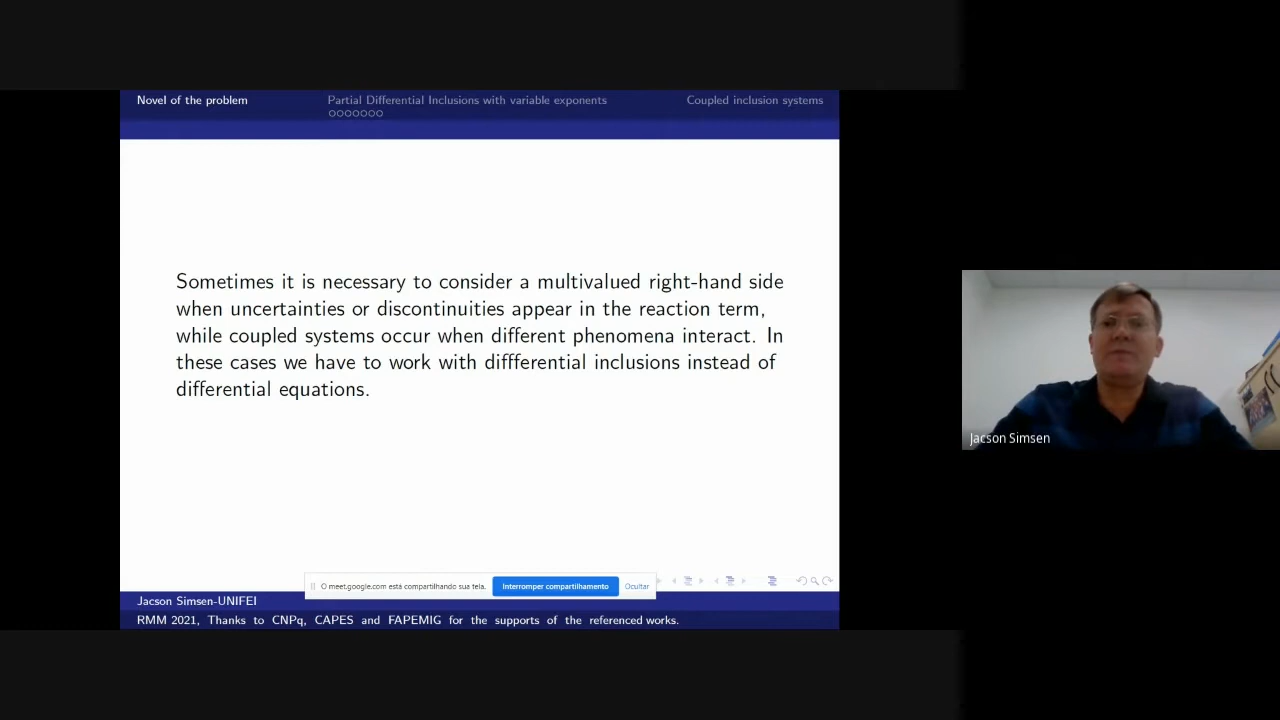 Novel of the problem
Partial Differential Inclusions with variable exponents
Coupled inclusion systems
Sometimes it is necessary to consider a multivalued right-hand side
when uncertainties or discontinuities appear in the reaction term,
while coupled systems occur when different phenomena interact. In
these cases we have to work with diffferential inclusions instead of
differential equations.
Jacson Simsen
O meet.google.com está compartilhando sua tela.
Interromper compartilhamento
Ocultar
Jacson Simsen-UNIFEI
RMM 2021, Thanks to CNPq, CAPES and FAPEMIG for the supports of the referenced works.